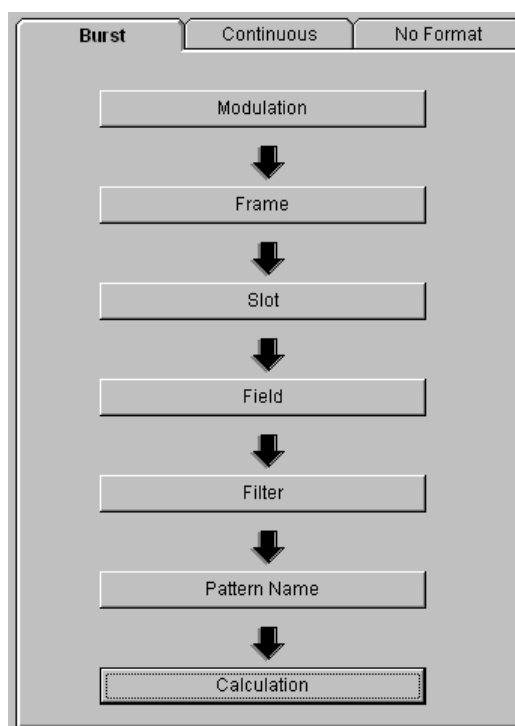 Burst Continuous No Format
Modulation
Frame
Slot
Field
Filter
Pattern Name
Calculation